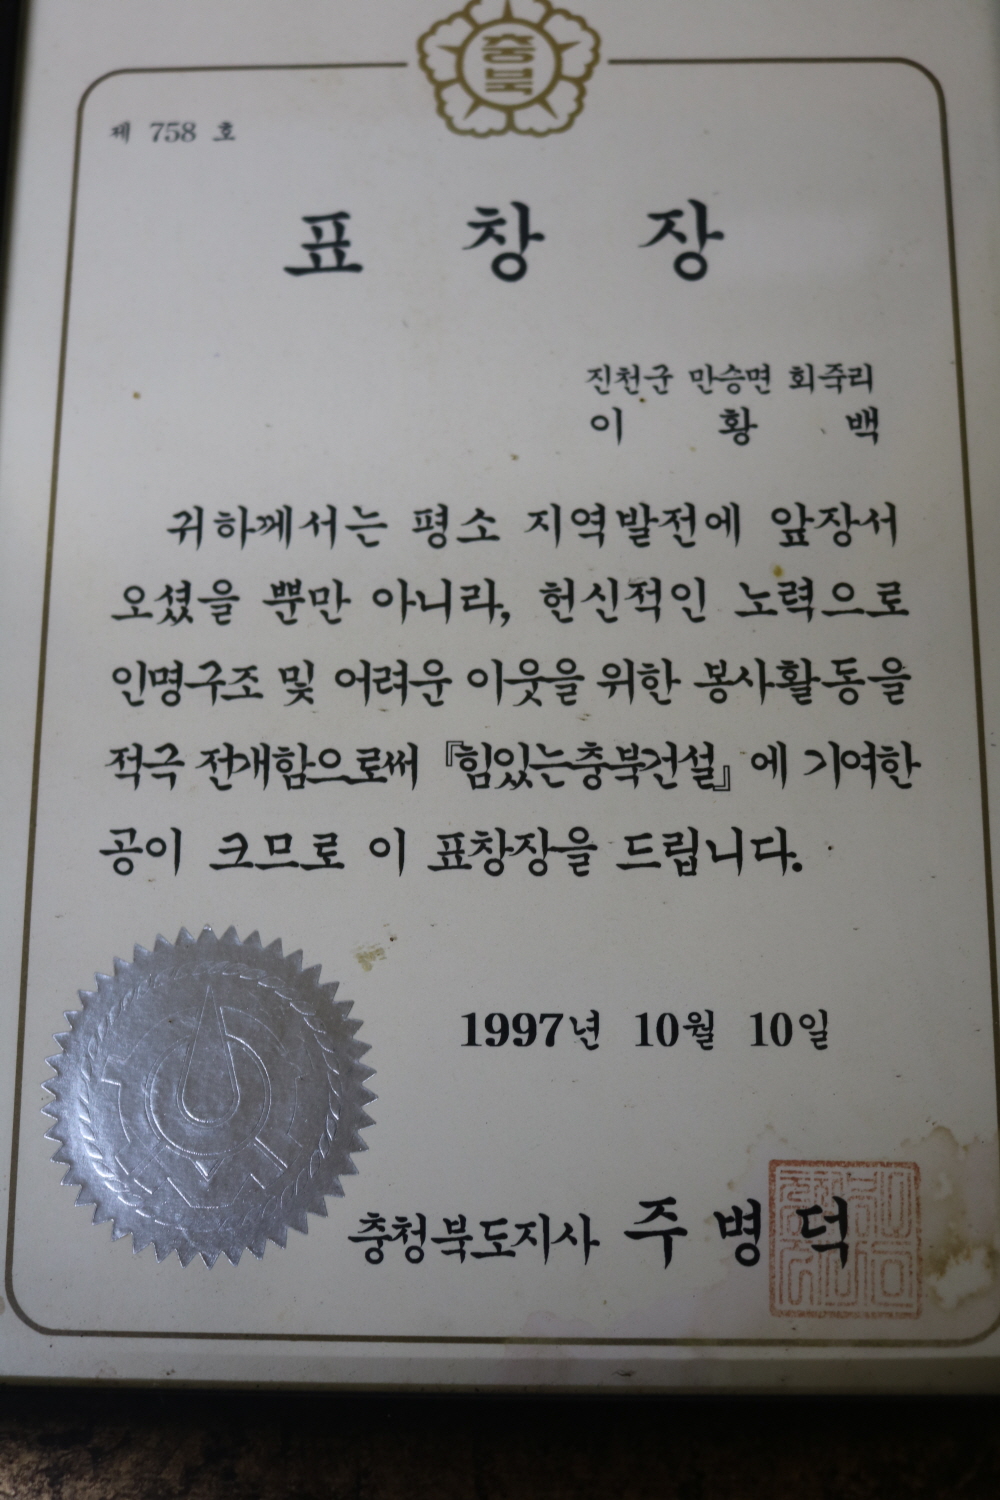 충북
제 758 호
표 창 장
진천군 만승면 회죽리
이 황 백
귀하께서는 평소 지역발전에 앞장서
오셨을 뿐만 아니라, 헌신적인 노력으로
인명구조 및 어려운 이웃을 위한 봉사활동을
적극 전개함으로써 『힘있는충북건설』에 기여한
공이 크므로 이 표창장을 드립니다.
1997년 10월 10일
충청북도지사 주 병 덕